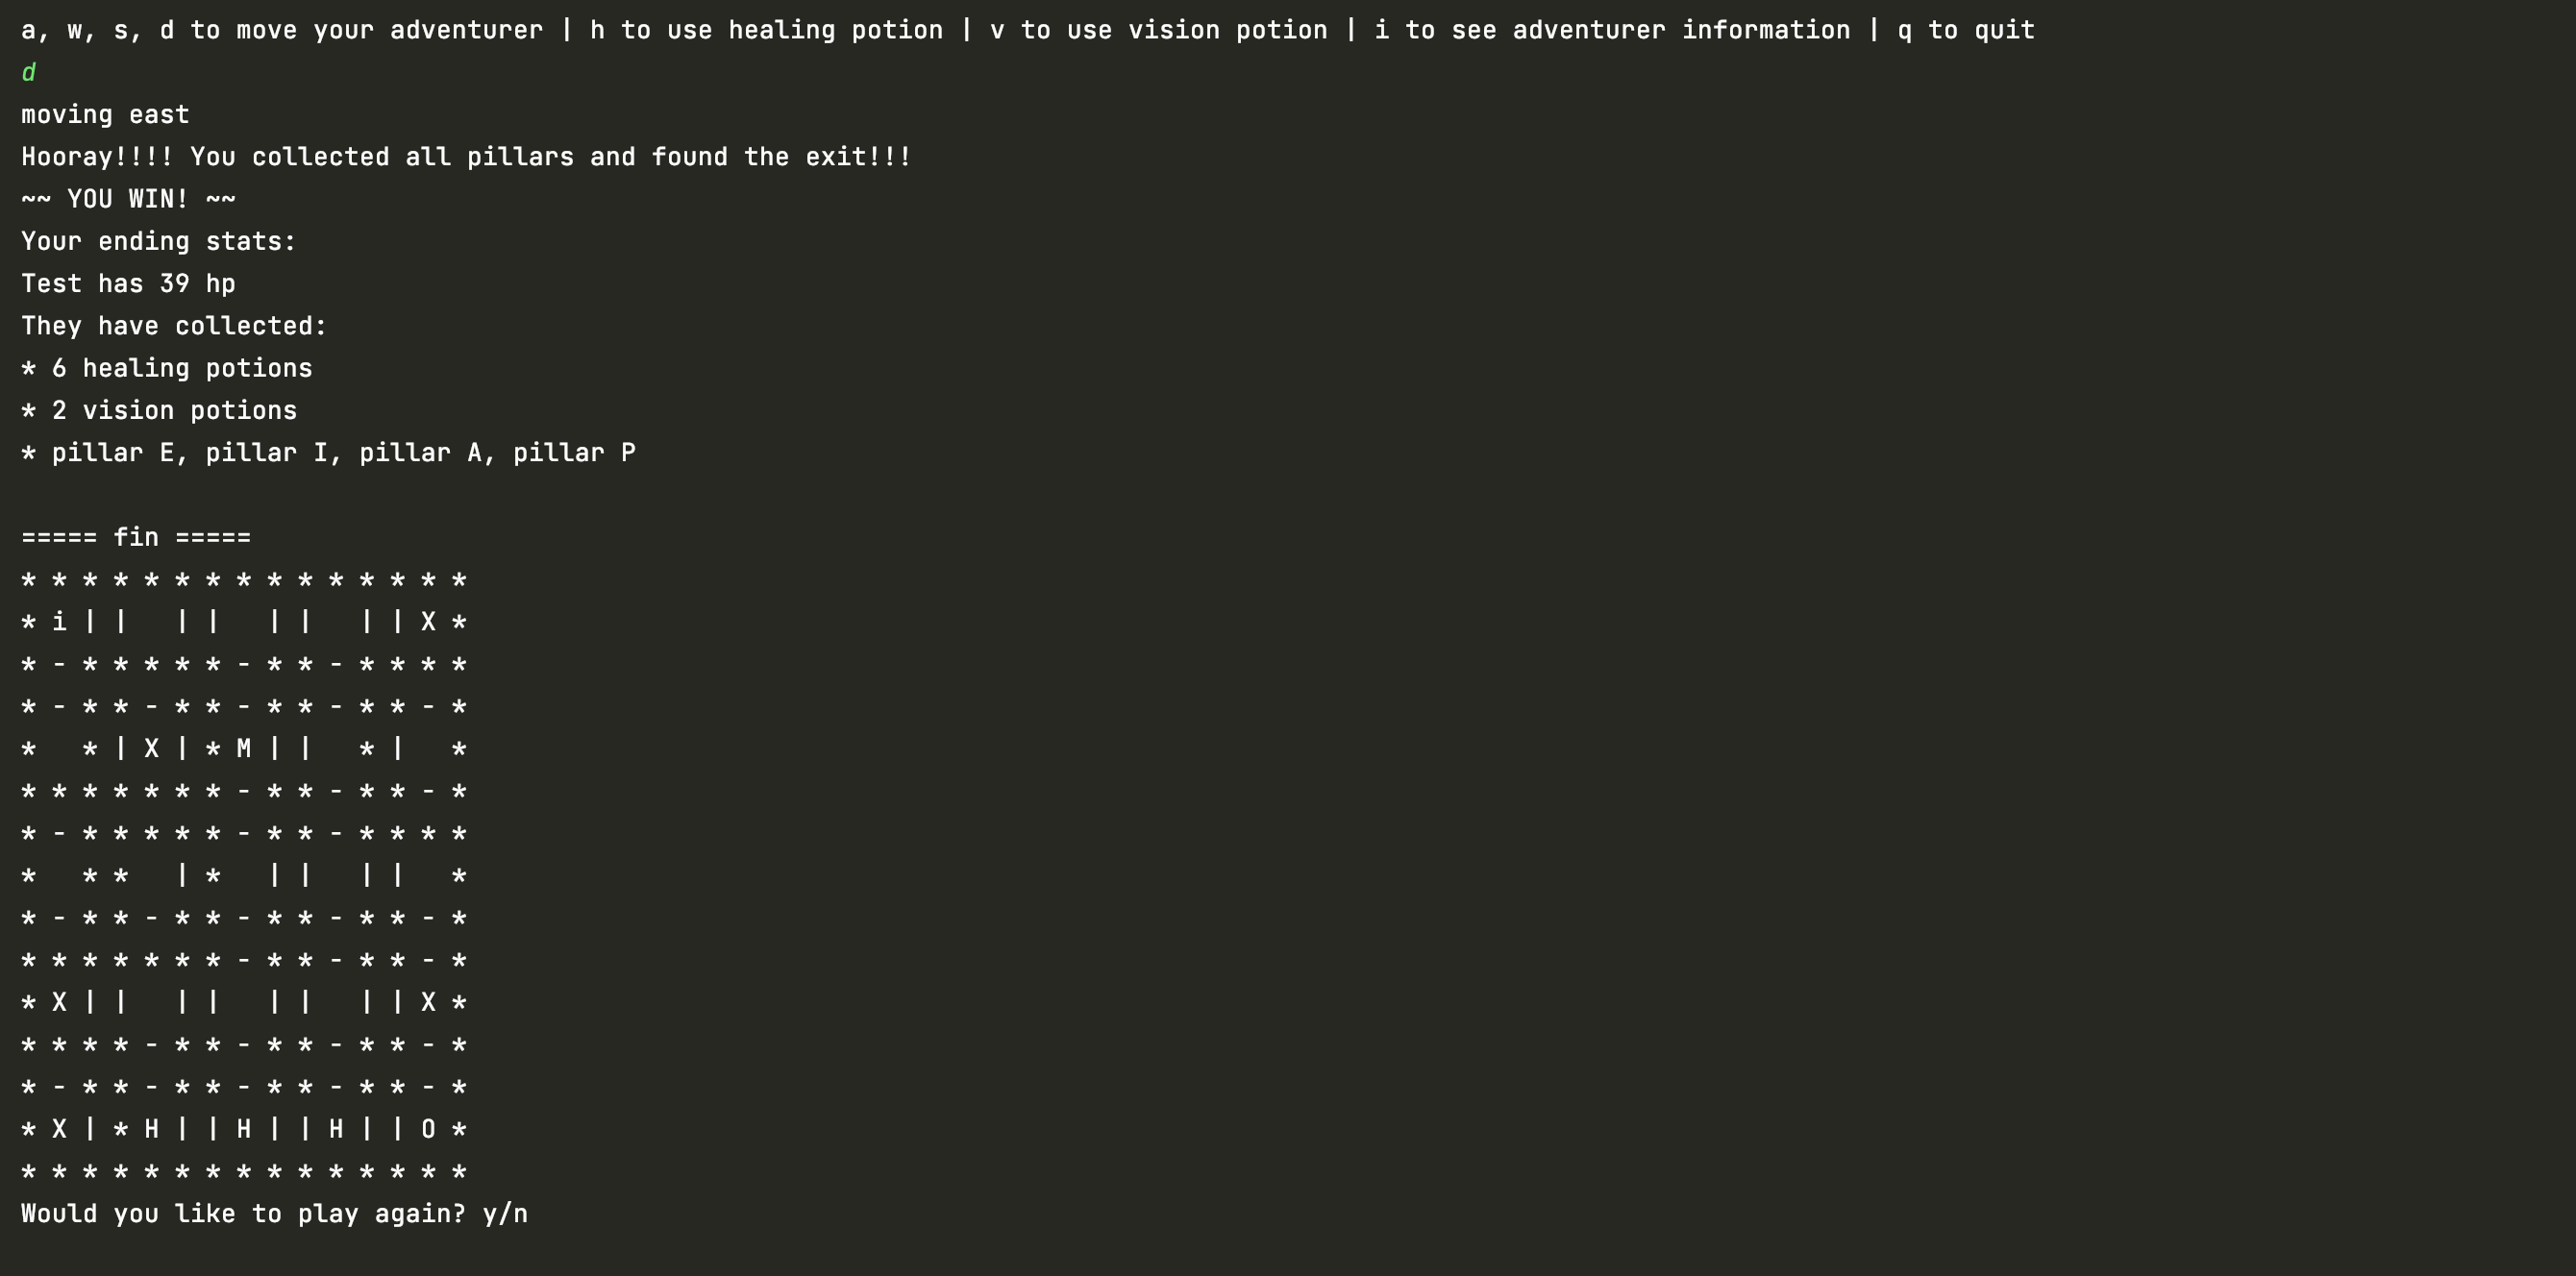 a, w, s, d to move your adventurer | h to use healing potion | v to use vision potion | i to see adventurer information | q to quit
d
moving east
Hooray!!!! You collected all pillars and found the exit!!!
~~ YOU WIN! ~~
Your ending stats:
Test has 39 hp
They have collected:
* 6 healing potions
* 2 vision potions
* pillar E, pillar I, pillar A, pillar P

===== fin =====
* * * * * * * * * * * * * * *
* i | |   | |   | |   | | X *
* - * * * * * - * * - * * * *
* - * * - * * - * * - * * - *
*   * | X | * M | |   * |   *
* * * * * * * - * * - * * - *
* - * * * * * - * * - * * * *
*   * *   | *   | |   | |   *
* - * * - * * - * * - * * - *
* * * * * * * - * * - * * - *
* X | |   | |   | |   | | X *
* * * * - * * - * * - * * - *
* - * * - * * - * * - * * - *
* X | * H | | H | | H | | O *
* * * * * * * * * * * * * * *
Would you like to play again? y/n